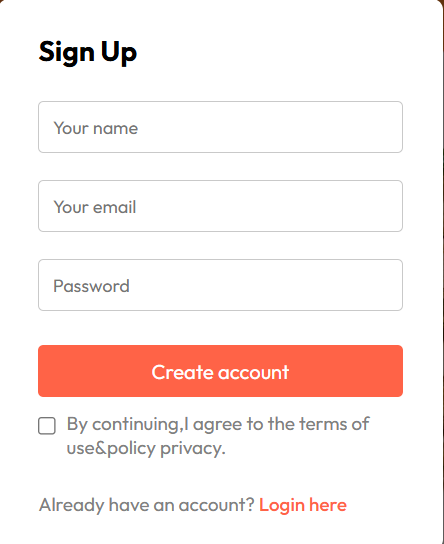 Sign Up
Your name
Your email
Password
Create account
By continuing,I agree to the terms of
use&policy privacy.
Already have an account? Login here